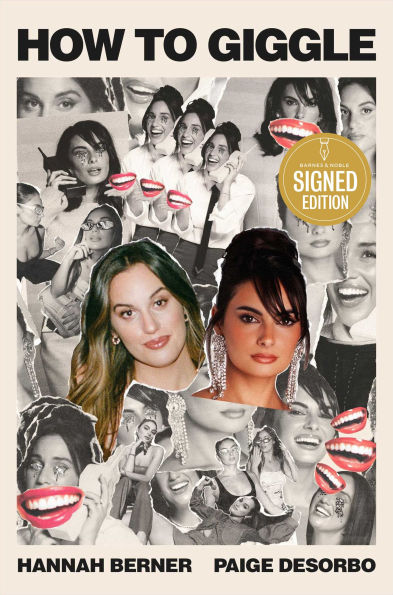 HOW TO GIGGLE
BARNES & NOBLE
SIGNED
EDITION
HANNAH BERNER PAIGE DESORBO